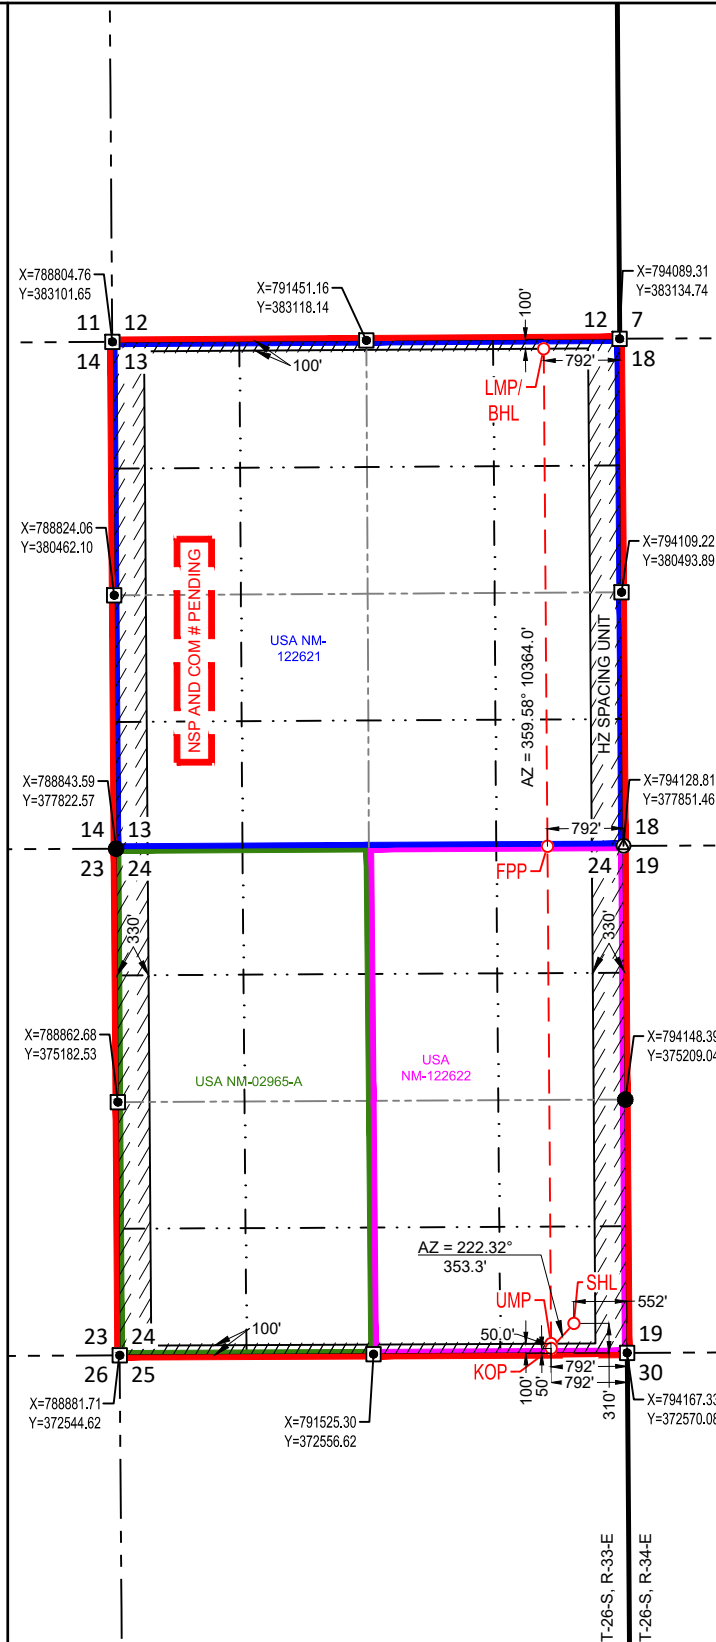 X=788804.76
Y=383101.65
X=791451.16
Y=383118.14
X=794089.31
Y=383134.74
100'
11 12
12 7
14 13
18
792'
100'
LMP/
BHL
X=788824.06
Y=380462.10
X=794109.22
Y=380493.89
NSP AND COM # PENDING
USA NM-
122621
AZ = 359.58° 10364.0'
HZ SPACING UNIT
X=788843.59
Y=377822.57
X=794128.81
Y=377851.46
14 13
792'
18
23 24
FPP
24 19
330'
330'
X=788862.68
Y=375182.53
X=794148.39
Y=375209.04
USA NM-02965-A
USA
NM-122622
AZ = 222.32°
353.3'
SHL
UMP
552'
23 24
100'
50.0'
19
26 25
KOP
100'
50'
792'
792'
310'
30
X=788881.71
Y=372544.62
X=791525.30
Y=372556.62
X=794167.33
Y=372570.08
T-26-S, R-33-E
T-26-S, R-34-E